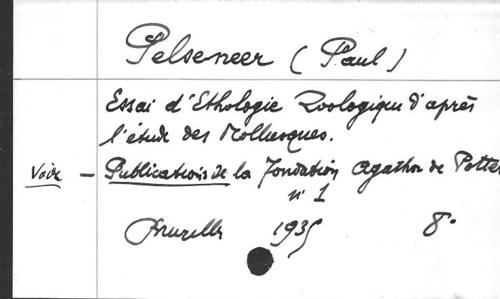 Pelseneer (Paul)
Essai d'Ethologie Zoologique d'après
l'étude des Mollusques.
Voir – Publications de la Fondation Agathon de Potter
n° 1
Bruxelles 1935 8°